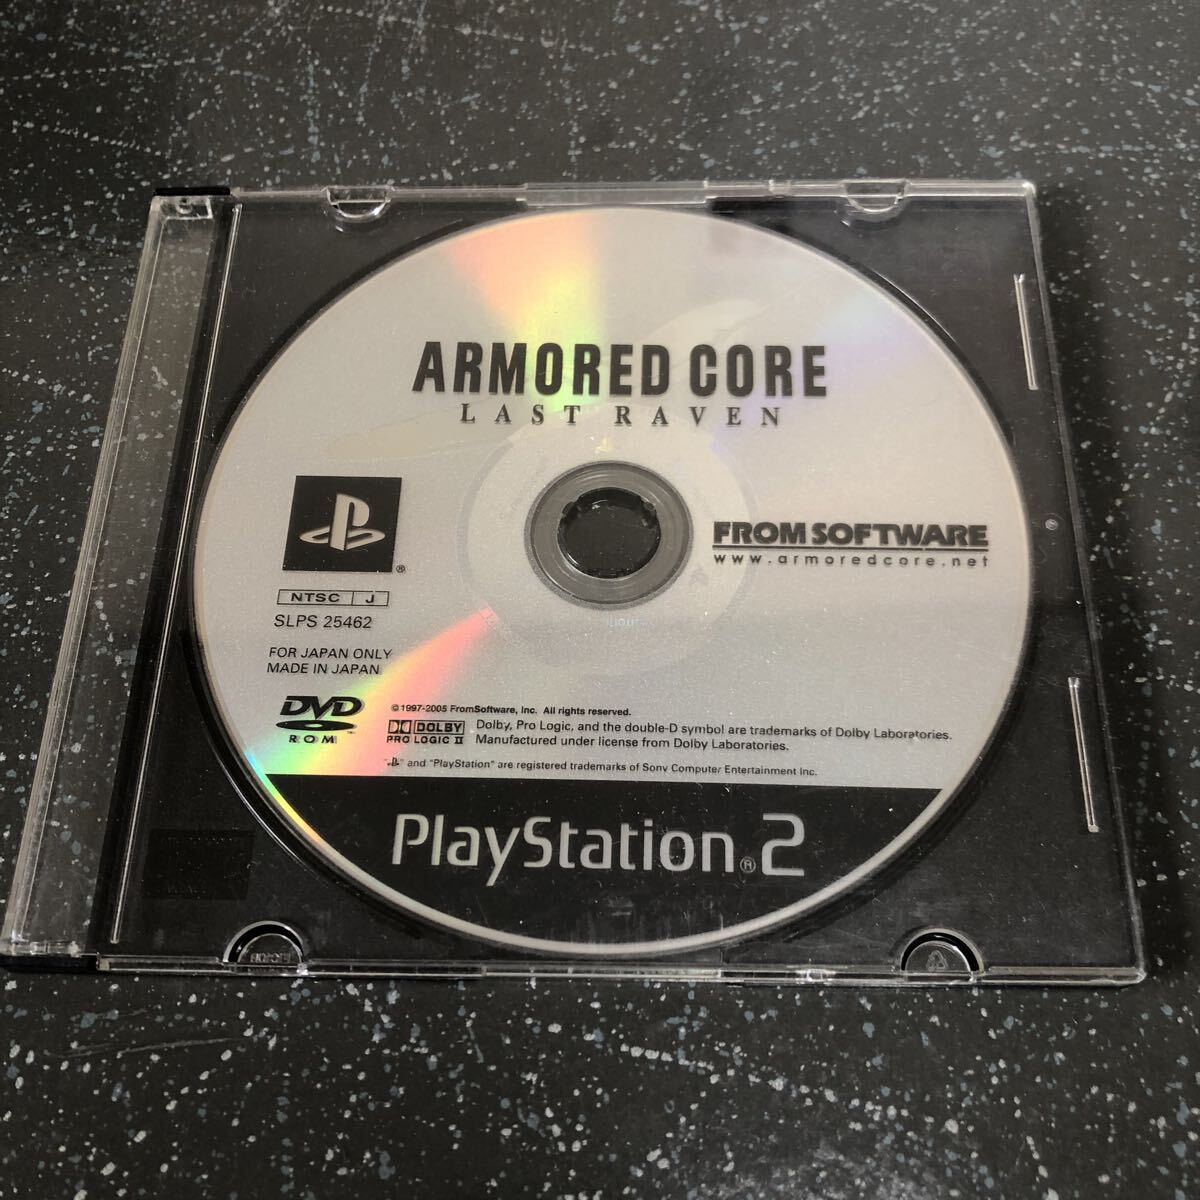 ARMORED CORE
LAST RAVEN
®
NTSC J
SLPS 25462
FOR JAPAN ONLY
MADE IN JAPAN
FROMSOFTWARE
www.armoredcore.net
DVD
ROM
©1997-2005 FromSoftware, Inc. All rights reserved.
DOLBY
PRO LOGIC II
Dolby, Pro Logic, and the double-D symbol are trademarks of Dolby Laboratories.
Manufactured under license from Dolby Laboratories.
" " and "PlayStation" are registered trademarks of Sony Computer Entertainment Inc.
PlayStation®2